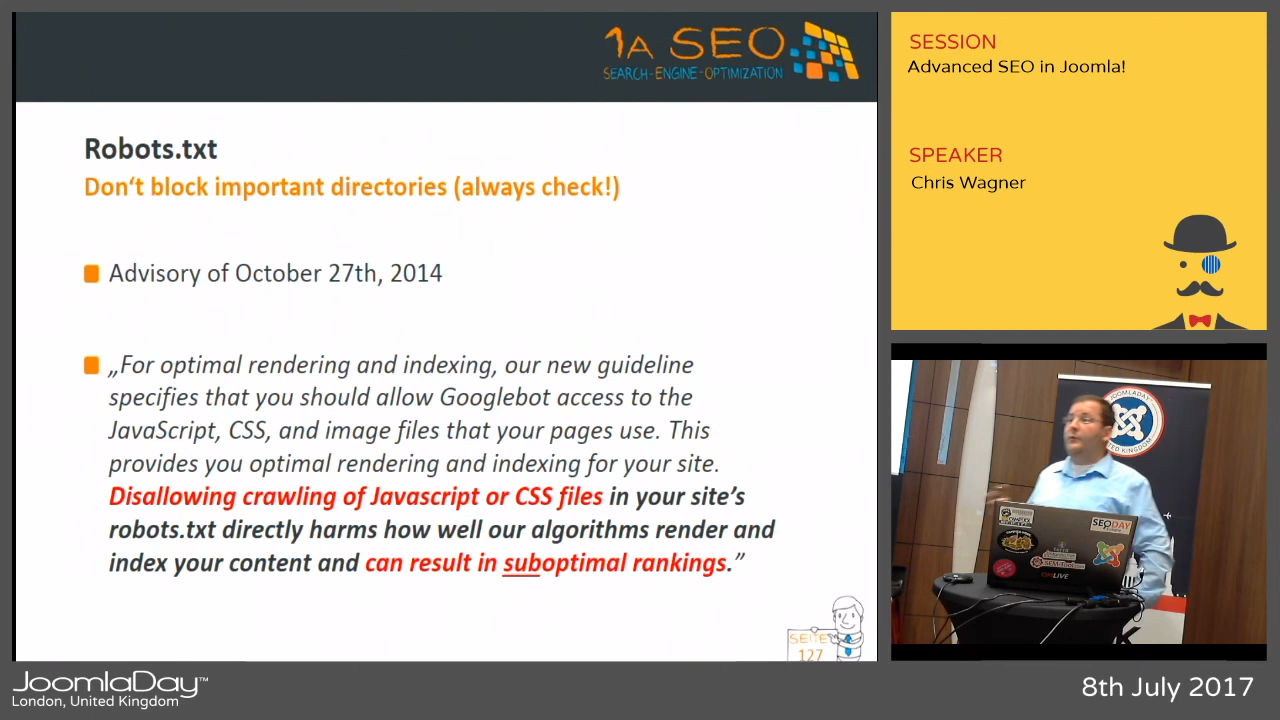 1A SEO
SEARCH-ENGINE-OPTIMIZATION
Robots.txt
Don‘t block important directories (always check!)
Advisory of October 27th, 2014
„For optimal rendering and indexing, our new guideline
specifies that you should allow Googlebot access to the
JavaScript, CSS, and image files that your pages use. This
provides you optimal rendering and indexing for your site.
Disallowing crawling of Javascript or CSS files in your site’s
robots.txt directly harms how well our algorithms render and
index your content and can result in suboptimal rankings.”
SEITE
127
SESSION
Advanced SEO in Joomla!
SPEAKER
Chris Wagner
JOOMLADAY
UNITED KINGDOM
SEODAY
JoomlaDay™
London, United Kingdom
8th July 2017